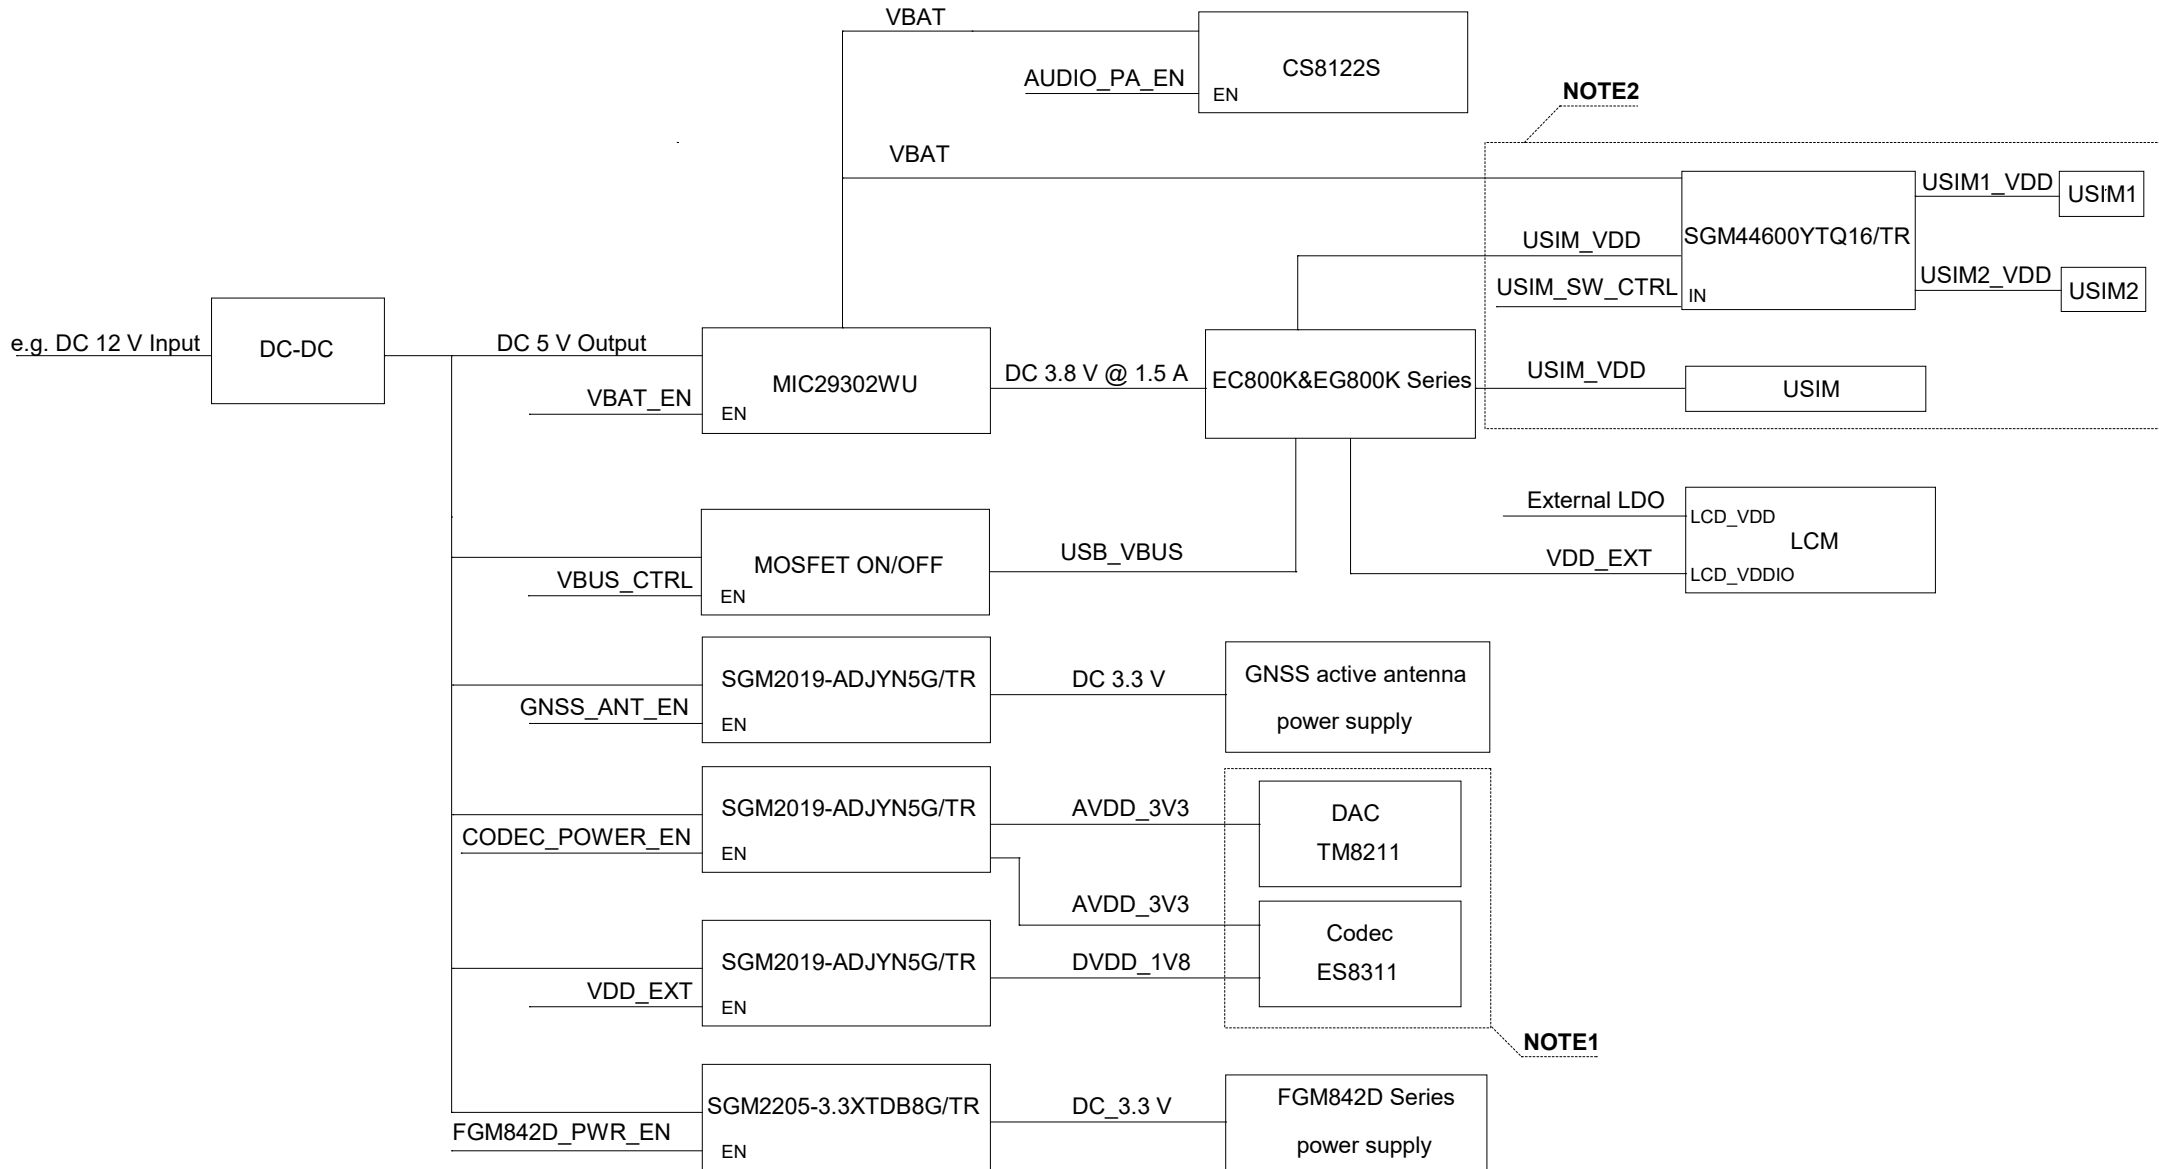 VBAT
CS8122S
AUDIO_PA_EN
EN
NOTE2
VBAT
USIM1_VDD
USIM1
USIM_VDD
SGM44600YTQ16/TR
USIM2_VDD
USIM2
USIM_SW_CTRL
IN
e.g. DC 12 V Input
DC-DC
DC 5 V Output
MIC29302WU
VBAT_EN
EN
DC 3.8 V @ 1.5 A
EC800K&EG800K Series
USIM_VDD
USIM
External LDO
LCD_VDD
LCM
VDD_EXT
LCD_VDDIO
MOSFET ON/OFF
VBUS_CTRL
EN
USB_VBUS
SGM2019-ADJYN5G/TR
GNSS_ANT_EN
EN
DC 3.3 V
GNSS active antenna
power supply
SGM2019-ADJYN5G/TR
CODEC_POWER_EN
EN
AVDD_3V3
DAC
TM8211
AVDD_3V3
Codec
ES8311
SGM2019-ADJYN5G/TR
VDD_EXT
EN
DVDD_1V8
NOTE1
SGM2205-3.3XTDB8G/TR
FGM842D_PWR_EN
EN
DC_3.3 V
FGM842D Series
power supply